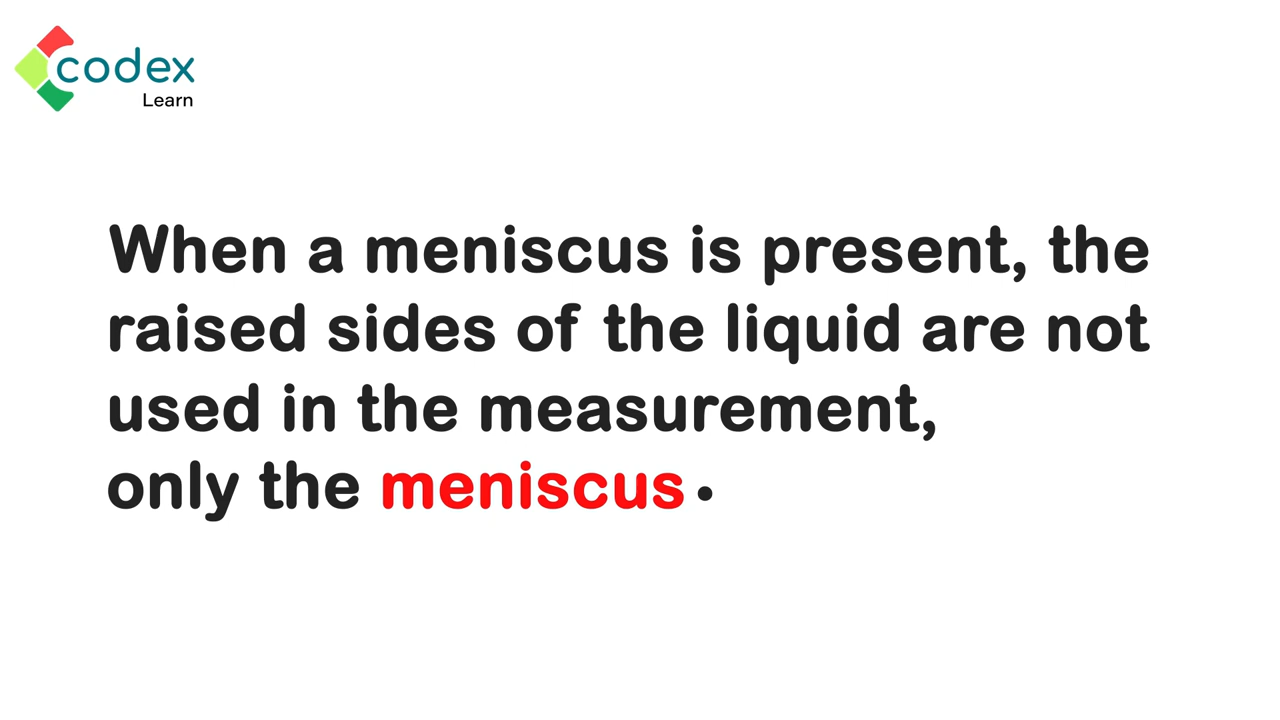 codex
Learn
When a meniscus is present, the
raised sides of the liquid are not
used in the measurement,
only the meniscus.